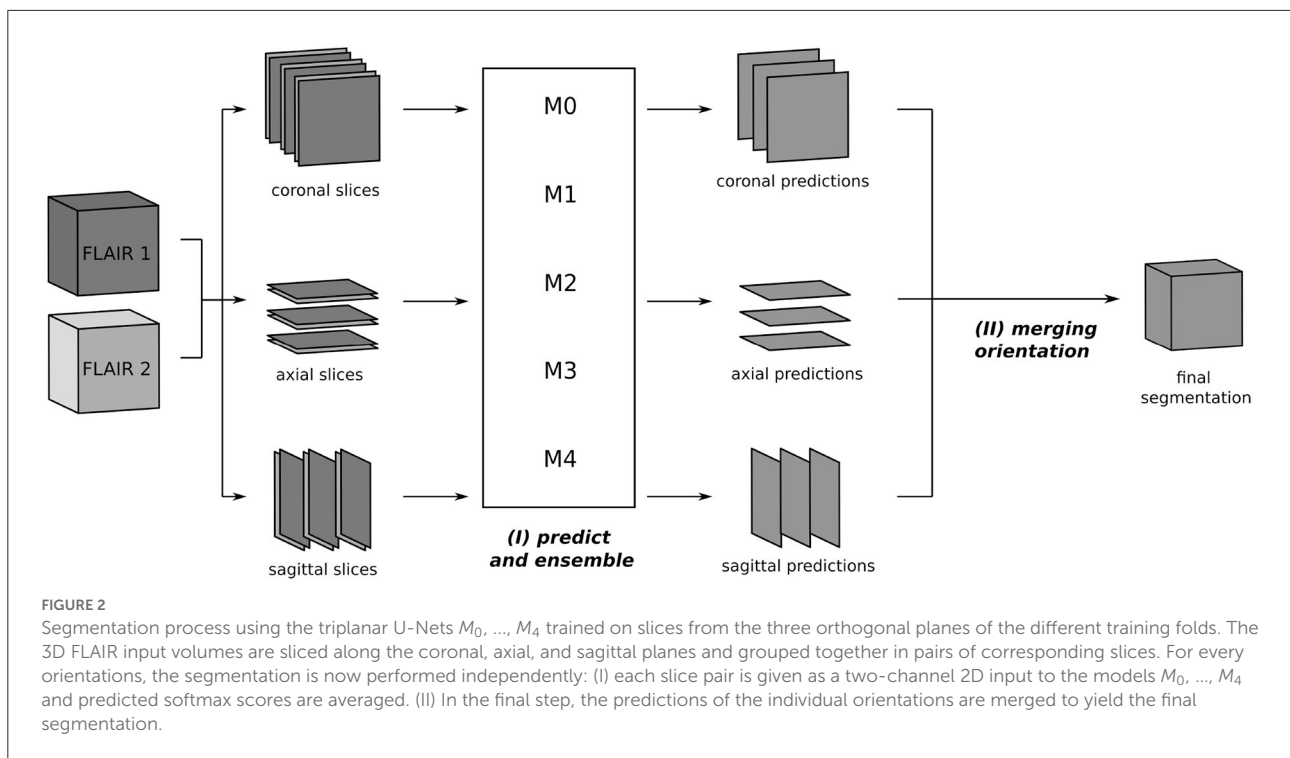 FLAIR 1
FLAIR 2
coronal slices
axial slices
sagittal slices
M0
M1
M2
M3
M4
(I) predict
and ensemble
coronal predictions
axial predictions
sagittal predictions
(II) merging
orientation
final
segmentation
FIGURE 2
Segmentation process using the triplanar U-Nets M0, ..., M4 trained on slices from the three orthogonal planes of the different training folds. The
3D FLAIR input volumes are sliced along the coronal, axial, and sagittal planes and grouped together in pairs of corresponding slices. For every
orientations, the segmentation is now performed independently: (I) each slice pair is given as a two-channel 2D input to the models M0, ..., M4
and predicted softmax scores are averaged. (II) In the final step, the predictions of the individual orientations are merged to yield the final
segmentation.